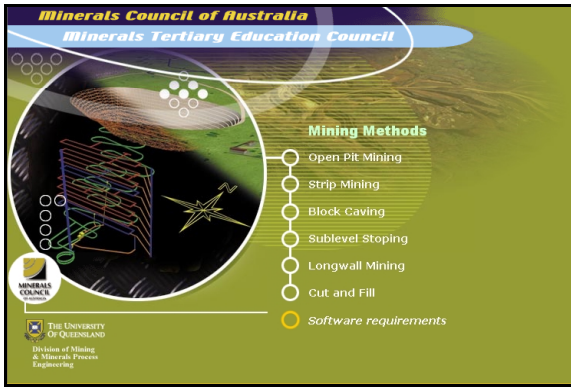 Minerals Council of Australia
Minerals Tertiary Education Council
Mining Methods
Open Pit Mining
Strip Mining
Block Caving
Sublevel Stoping
Longwall Mining
Cut and Fill
Software requirements
MINERALS
COUNCIL
OF AUSTRALIA
THE UNIVERSITY
OF QUEENSLAND
Division of Mining
& Minerals Process
Engineering